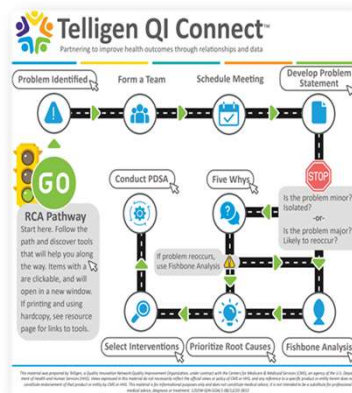 Telligen QI Connect™
Partnering to improve health outcomes through relationships and data
Problem Identified
Form a Team
Schedule Meeting
Develop Problem
Statement
GO
STOP
Conduct PDSA
Five Whys
Is the problem minor?
Isolated?
-or-
Is the problem major?
Likely to reoccur?
RCA Pathway
Start here. Follow the
path and discover tools
that will help you along
the way. Items with a
are clickable, and will
open in a new window.
If printing and using
hardcopy, see resource
page for links to tools.
If problem reoccurs,
use Fishbone Analysis
Select Interventions
Prioritize Root Causes
Fishbone Analysis